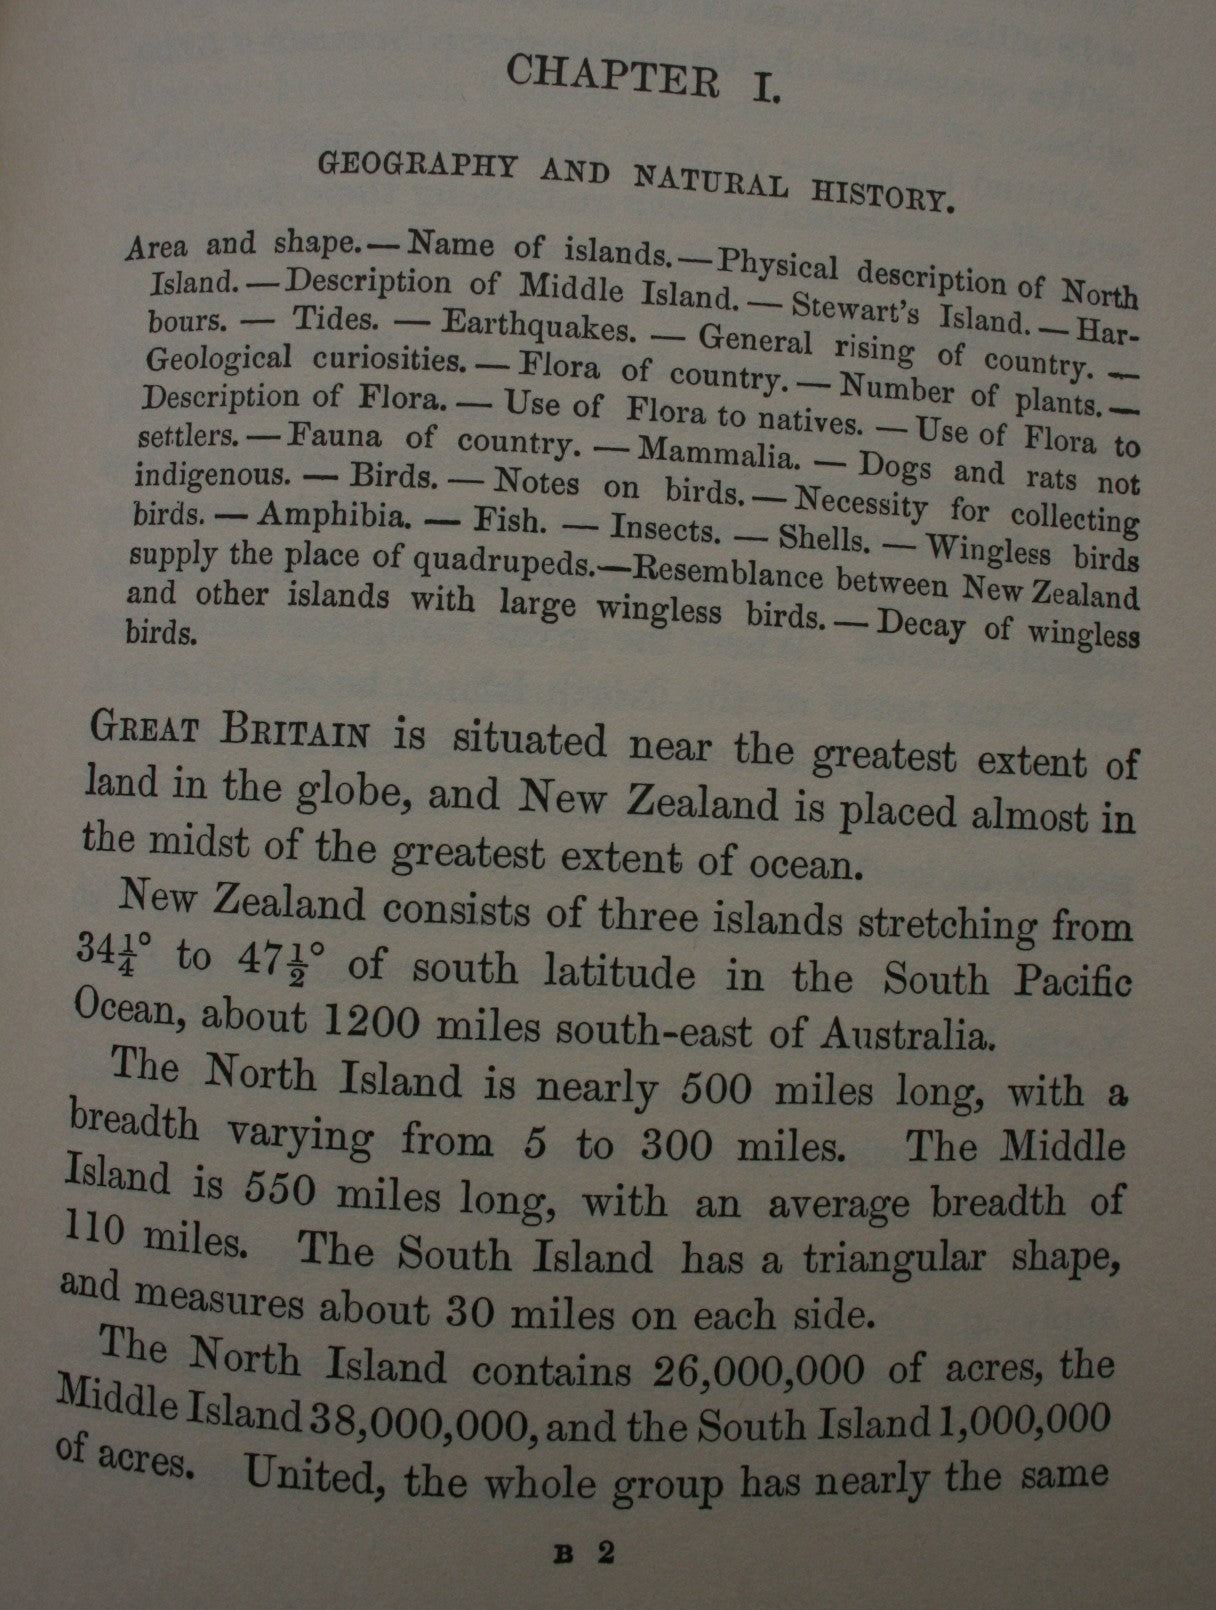 CHAPTER I.
GEOGRAPHY AND NATURAL HISTORY.
Area and shape.—Name of islands.—Physical description of North
Island.—Description of Middle Island.—Stewart's Island.—Har-
bours. — Tides. — Earthquakes. — General rising of country. —
Geological curiosities.—Flora of country.—Number of plants.—
Description of Flora.—Use of Flora to natives.—Use of Flora to
settlers.—Fauna of country.—Mammalia.—Dogs and rats not
indigenous.—Birds.—Notes on birds.—Necessity for collecting
birds.—Amphibia.—Fish.—Insects.—Shells.—Wingless birds
supply the place of quadrupeds.—Resemblance between New Zealand
and other islands with large wingless birds.—Decay of wingless
birds.
GREAT BRITAIN is situated near the greatest extent of
land in the globe, and New Zealand is placed almost in
the midst of the greatest extent of ocean.
New Zealand consists of three islands stretching from
34¼° to 47½° of south latitude in the South Pacific
Ocean, about 1200 miles south-east of Australia.
The North Island is nearly 500 miles long, with a
breadth varying from 5 to 300 miles. The Middle
Island is 550 miles long, with an average breadth of
110 miles. The South Island has a triangular shape,
and measures about 30 miles on each side.
The North Island contains 26,000,000 of acres, the
Middle Island 38,000,000, and the South Island 1,000,000
of acres. United, the whole group has nearly the same
B 2